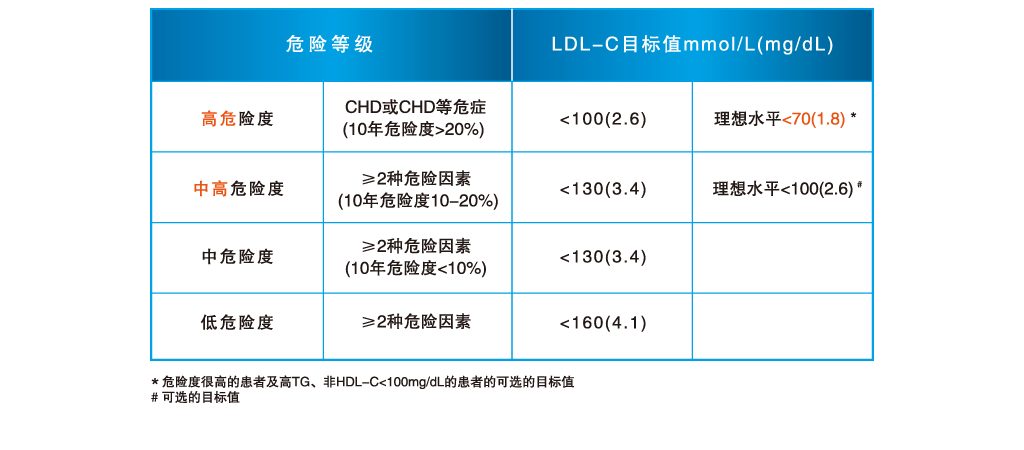 危险等级
LDL-C目标值mmol/L(mg/dL)
高危险度
CHD或CHD等危症
(10年危险度>20%)
<100(2.6)
理想水平<70(1.8) *
中高危险度
≥2种危险因素
(10年危险度10-20%)
<130(3.4)
理想水平<100(2.6) #
中危险度
≥2种危险因素
(10年危险度<10%)
<130(3.4)
低危险度
≥2种危险因素
<160(4.1)
* 危险度很高的患者及高TG、非HDL-C<100mg/dL的患者的可选的目标值
# 可选的目标值